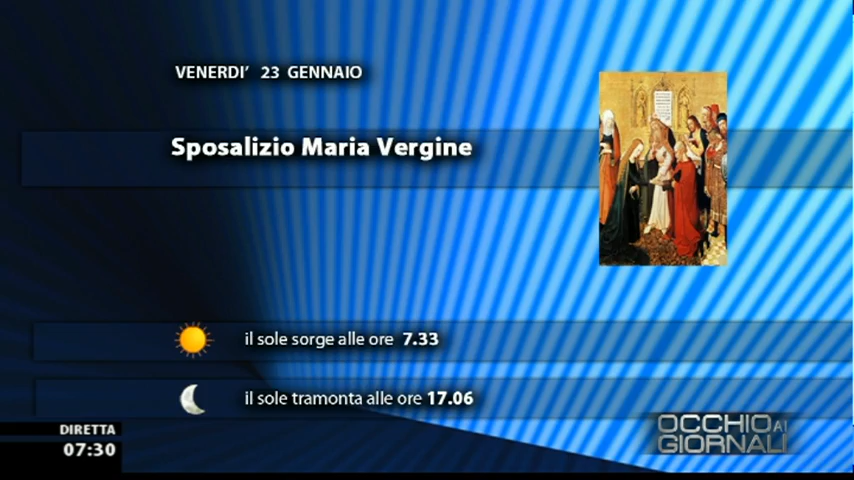 VENERDI' 23 GENNAIO
Sposalizio Maria Vergine
il sole sorge alle ore 7.33
il sole tramonta alle ore 17.06
DIRETTA
07:30
OCCHIO AI
GIORNALI